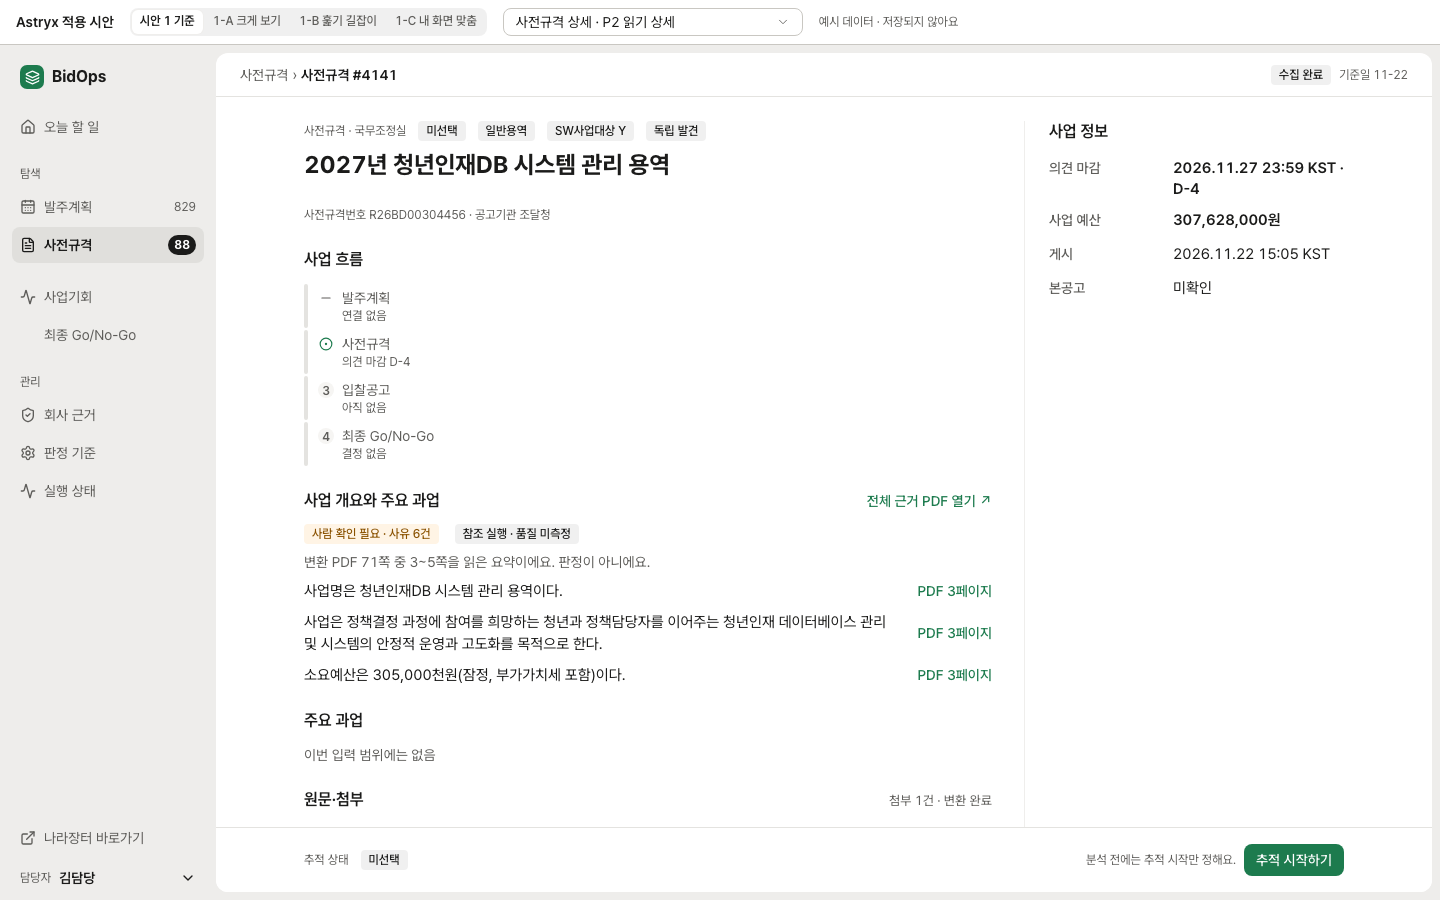 Astryx 적용 시안
시안 1 기준
1-A 크게 보기
1-B 훑기 길잡이
1-C 내 화면 맞춤
사전규격 상세 · P2 읽기 상세
예시 데이터 · 저장되지 않아요
BidOps
오늘 할 일
탐색
발주계획 829
사전규격 88
사업기회
최종 Go/No-Go
관리
회사 근거
판정 기준
실행 상태
나라장터 바로가기
담당자 김담당
사전규격 › 사전규격 #4141
수집 완료 기준일 11-22
사전규격 · 국무조정실 미선택 일반용역 SW사업대상 Y 독립 발견
2027년 청년인재DB 시스템 관리 용역
사전규격번호 R26BD00304456 · 공고기관 조달청
사업 흐름
발주계획
연결 없음
사전규격
의견 마감 D-4
3 입찰공고
아직 없음
4 최종 Go/No-Go
결정 없음
사업 개요와 주요 과업 전체 근거 PDF 열기 ↗
사람 확인 필요 · 사유 6건 참조 실행 · 품질 미측정
변환 PDF 71쪽 중 3~5쪽을 읽은 요약이에요. 판정이 아니에요.
사업명은 청년인재DB 시스템 관리 용역이다. PDF 3페이지
사업은 정책결정 과정에 참여를 희망하는 청년과 정책담당자를 이어주는 청년인재 데이터베이스 관리
및 시스템의 안정적 운영과 고도화를 목적으로 한다. PDF 3페이지
소요예산은 305,000천원(잠정, 부가가치세 포함)이다. PDF 3페이지
주요 과업
이번 입력 범위에는 없음
원문·첨부 첨부 1건 · 변환 완료
사업 정보
의견 마감 2026.11.27 23:59 KST ·
D-4
사업 예산 307,628,000원
게시 2026.11.22 15:05 KST
본공고 미확인
추적 상태 미선택
분석 전에는 추적 시작만 정해요. 추적 시작하기